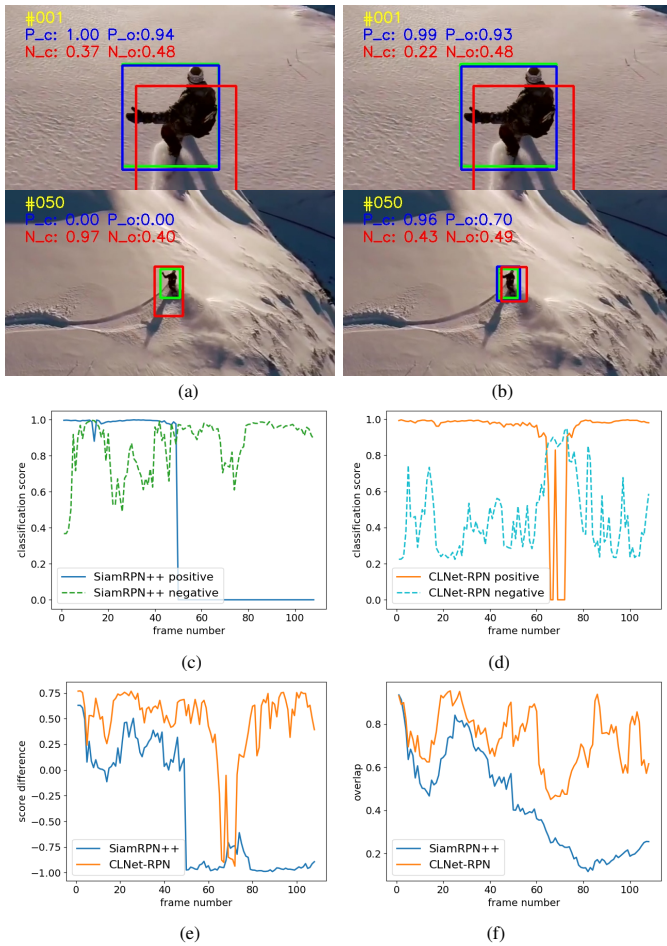 #001
P_c: 1.00 P_o:0.94
N_c: 0.37 N_o:0.48
#001
P_c: 0.99 P_o:0.93
N_c: 0.22 N_o:0.48
#050
P_c: 0.00 P_o:0.00
N_c: 0.97 N_o:0.40
#050
P_c: 0.96 P_o:0.70
N_c: 0.43 N_o:0.49
(a)
(b)
1.0
0.8
0.6
0.4
0.2
0.0
classification score
SiamRPN++ positive
SiamRPN++ negative
0 20 40 60 80 100
frame number
(c)
1.0
0.8
0.6
0.4
0.2
0.0
classification score
CLNet-RPN positive
CLNet-RPN negative
0 20 40 60 80 100
frame number
(d)
0.75
0.50
0.25
0.00
−0.25
−0.50
−0.75
−1.00
score difference
SiamRPN++
CLNet-RPN
0 20 40 60 80 100
frame number
(e)
0.8
0.6
0.4
0.2
overlap
SiamRPN++
CLNet-RPN
0 20 40 60 80 100
frame number
(f)